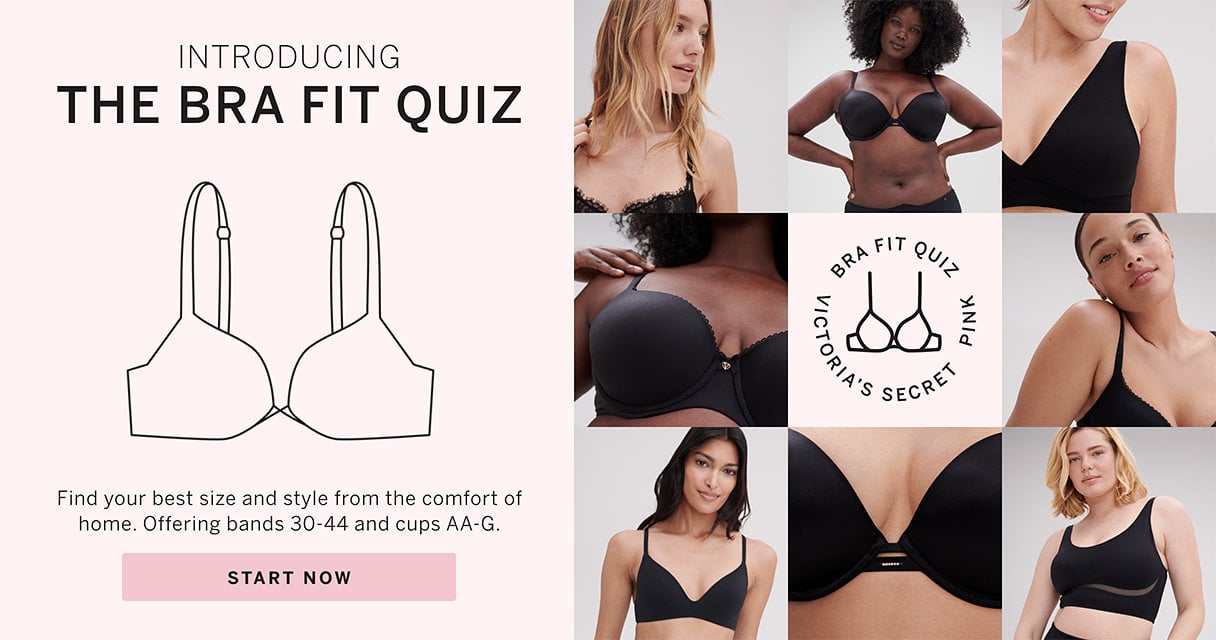 INTRODUCING
THE BRA FIT QUIZ
Find your best size and style from the comfort of
home. Offering bands 30-44 and cups AA-G.
START NOW
BRA FIT QUIZ
VICTORIA'S SECRET
PINK